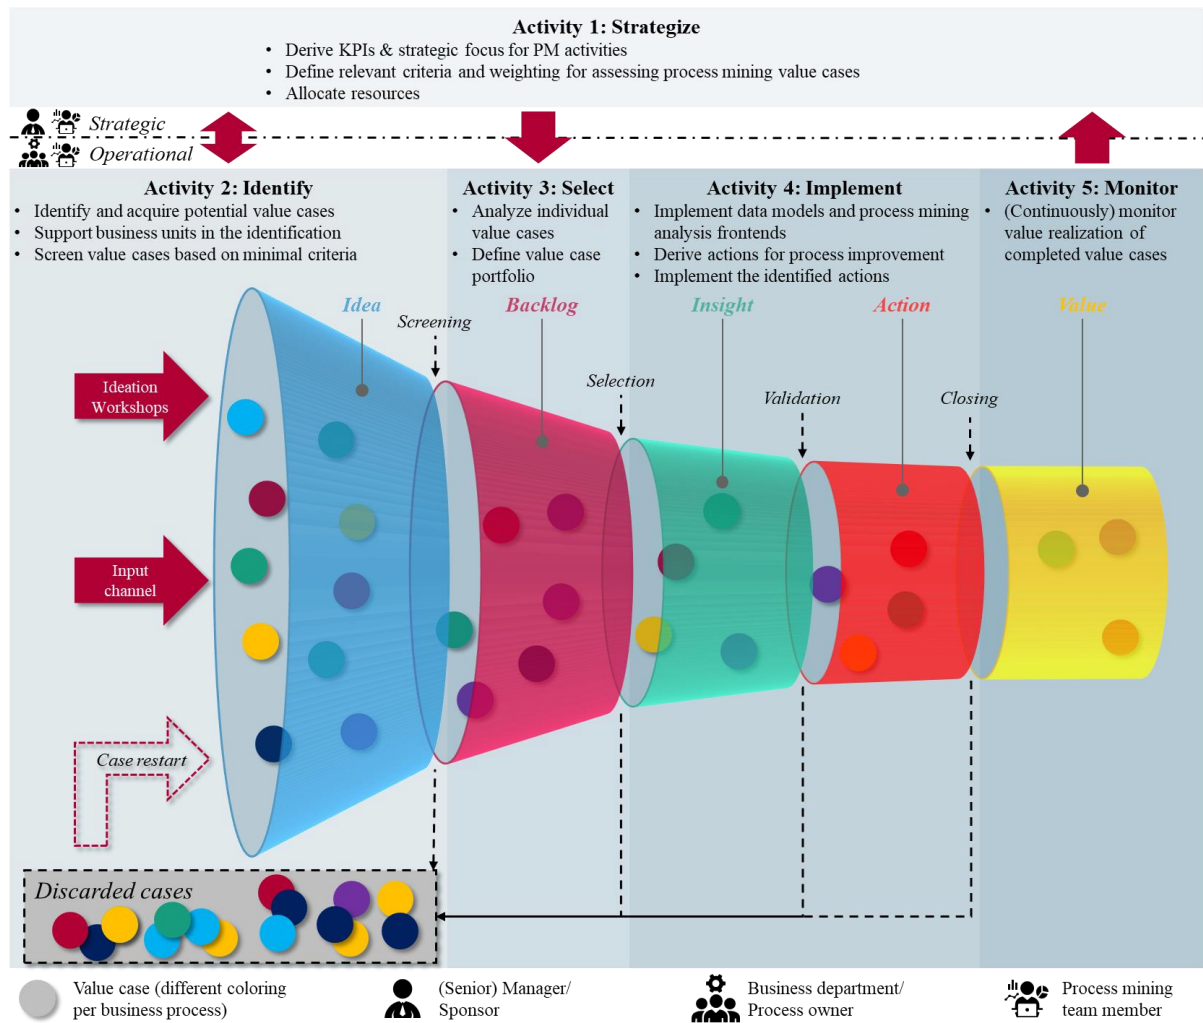 Activity 1: Strategize
• Derive KPIs & strategic focus for PM activities
• Define relevant criteria and weighting for assessing process mining value cases
• Allocate resources
Strategic
Operational
Activity 2: Identify
• Identify and acquire potential value cases
• Support business units in the identification
• Screen value cases based on minimal criteria
Activity 3: Select
• Analyze individual
value cases
• Define value case
portfolio
Activity 4: Implement
• Implement data models and process mining
analysis frontends
• Derive actions for process improvement
• Implement the identified actions
Activity 5: Monitor
• (Continuously) monitor
value realization of
completed value cases
Idea
Screening
Backlog
Selection
Insight
Validation
Action
Closing
Value
Ideation
Workshops
Input
channel
Case restart
Discarded cases
Value case (different coloring
per business process)
(Senior) Manager/
Sponsor
Business department/
Process owner
Process mining
team member